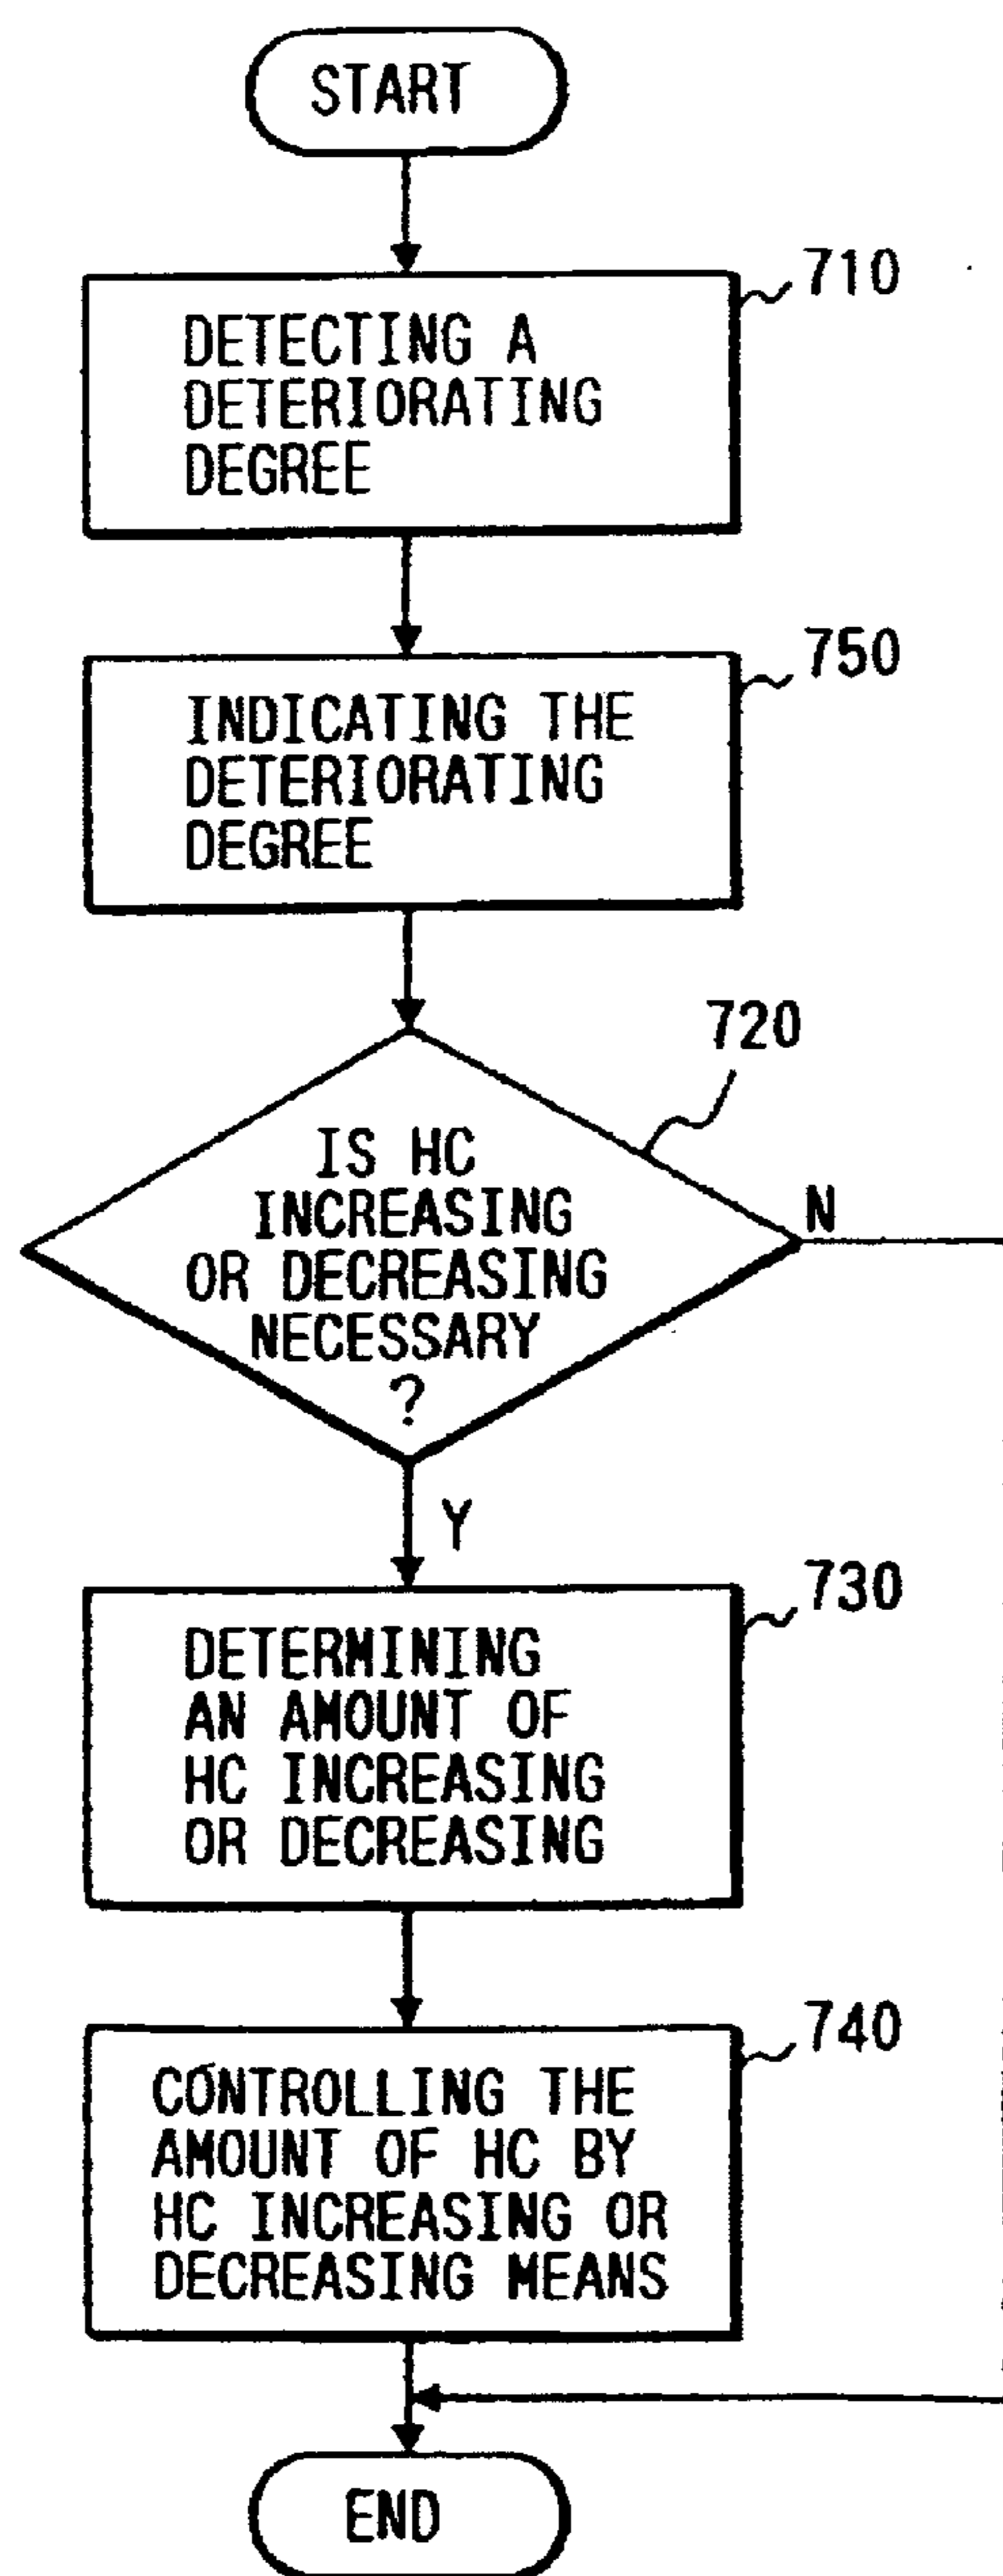 START
710
DETECTING A
DETERIORATING
DEGREE
750
INDICATING THE
DETERIORATING
DEGREE
720
IS HC
INCREASING
OR DECREASING
NECESSARY
?
N
Y
730
DETERMINING
AN AMOUNT OF
HC INCREASING
OR DECREASING
740
CONTROLLING THE
AMOUNT OF HC BY
HC INCREASING OR
DECREASING MEANS
END